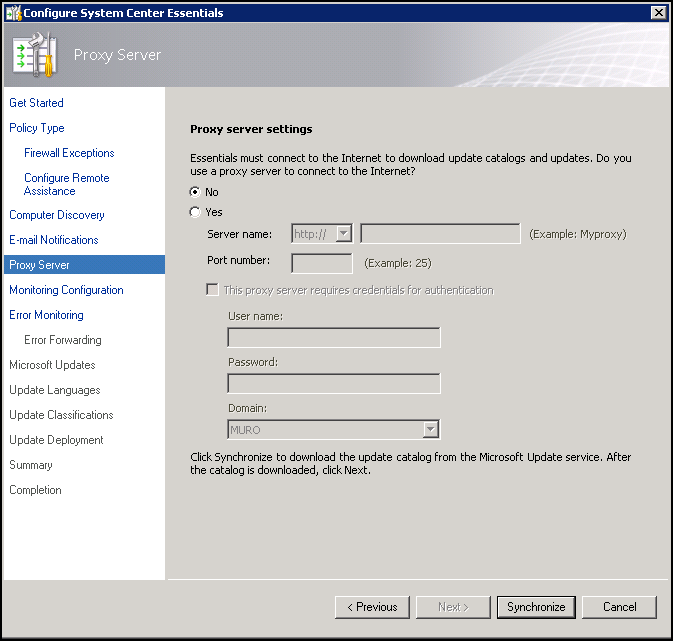 Configure System Center Essentials
Proxy Server
Get Started
Policy Type
Firewall Exceptions
Configure Remote
Assistance
Computer Discovery
E-mail Notifications
Proxy Server
Monitoring Configuration
Error Monitoring
Error Forwarding
Microsoft Updates
Update Languages
Update Classifications
Update Deployment
Summary
Completion
Proxy server settings
Essentials must connect to the Internet to download update catalogs and updates. Do you
use a proxy server to connect to the Internet?
No
Yes
Server name: http:// (Example: Myproxy)
Port number: (Example: 25)
This proxy server requires credentials for authentication
User name:
Password:
Domain:
MURO
Click Synchronize to download the update catalog from the Microsoft Update service. After
the catalog is downloaded, click Next.
< Previous Next > Synchronize Cancel